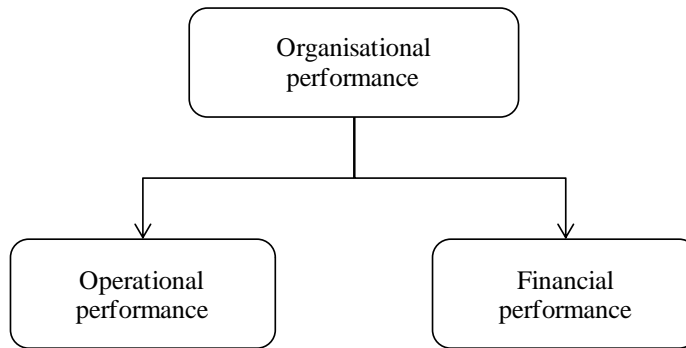 Organisational
performance
Operational
performance
Financial
performance